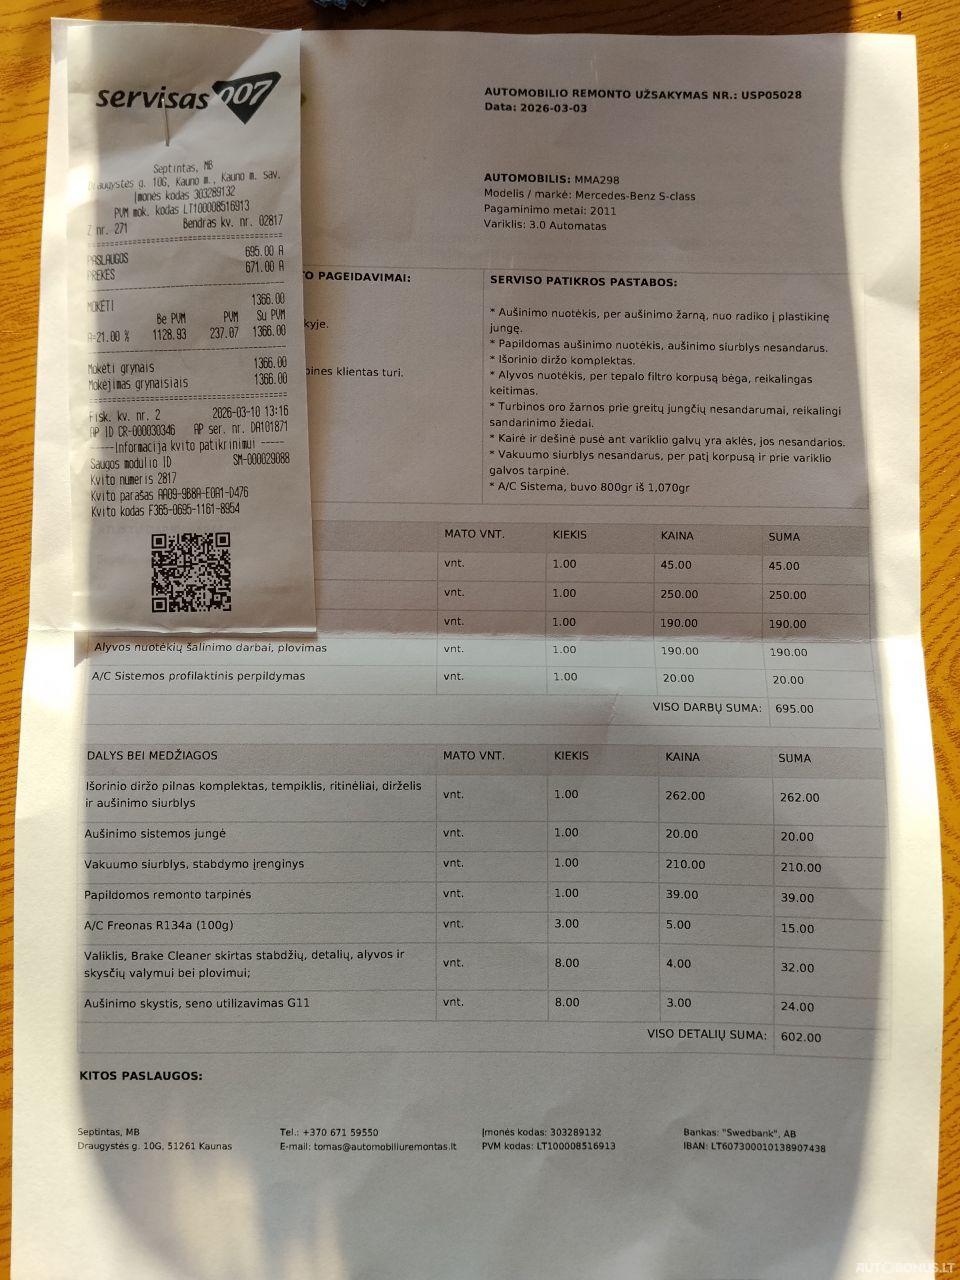 servisas 007
Septintas, MB
Draugystės g. 10G, Kauno m., Kauno m. sav.
Įmonės kodas 303289132
PVM mok. kodas LT100008516913
Z nr. 271 Bendras kv. nr. 02817
PASLAUGOS 695.00 A
PREKĖS 671.00 A
MOKĖTI 1366.00
Be PVM PVM Su PVM
A=21.00 % 1128.93 237.07 1366.00
Mokėti grynais 1366.00
Mokėjimas grynaisiais 1366.00
Fisk. kv. nr. 2 2026-03-10 13:16
AP ID CR-000030346 AP ser. nr. DA101871
-----Informacija kvito patikrinimui -----
Saugos modulio ID SM-000029088
Kvito numeris 2817
Kvito parašas AA09-9B8A-E0A1-D476
Kvito kodas F365-0695-1161-8954
AUTOMOBILIO REMONTO UŽSAKYMAS NR.: USP05028
Data: 2026-03-03
AUTOMOBILIS: MMA298
Modelis / markė: Mercedes-Benz S-class
Pagaminimo metai: 2011
Variklis: 3.0 Automatas
TO PAGEIDAVIMAI:
kyje.
bines klientas turi.
SERVISO PATIKROS PASTABOS:
* Aušinimo nuotėkis, per aušinimo žarną, nuo radiko į plastikinę
jungę.
* Papildomas aušinimo nuotėkis, aušinimo siurblys nesandarus.
* Išorinio diržo komplektas.
* Alyvos nuotėkis, per tepalo filtro korpusą bėga, reikalingas
keitimas.
* Turbinos oro žarnos prie greitų jungčių nesandarumai, reikalingi
sandarinimo žiedai.
* Kairė ir dešinė pusė ant variklio galvų yra aklės, jos nesandarios.
* Vakuumo siurblys nesandarus, per patį korpusą ir prie variklio
galvos tarpinė.
* A/C Sistema, buvo 800gr iš 1,070gr
MATO VNT. KIEKIS KAINA SUMA
vnt. 1.00 45.00 45.00
vnt. 1.00 250.00 250.00
vnt. 1.00 190.00 190.00
Alyvos nuotėkių šalinimo darbai, plovimas vnt. 1.00 190.00 190.00
A/C Sistemos profilaktinis perpildymas vnt. 1.00 20.00 20.00
VISO DARBŲ SUMA: 695.00
DALYS BEI MEDŽIAGOS MATO VNT. KIEKIS KAINA SUMA
Išorinio diržo pilnas komplektas, tempiklis, ritinėliai, dirželis
ir aušinimo siurblys vnt. 1.00 262.00 262.00
Aušinimo sistemos jungė vnt. 1.00 20.00 20.00
Vakuumo siurblys, stabdymo įrenginys vnt. 1.00 210.00 210.00
Papildomos remonto tarpinės vnt. 1.00 39.00 39.00
A/C Freonas R134a (100g) vnt. 3.00 5.00 15.00
Valiklis, Brake Cleaner skirtas stabdžių, detalių, alyvos ir
skysčių valymui bei plovimui; vnt. 8.00 4.00 32.00
Aušinimo skystis, seno utilizavimas G11 vnt. 8.00 3.00 24.00
VISO DETALIŲ SUMA: 602.00
KITOS PASLAUGOS:
Septintas, MB Tel.: +370 671 59550 Įmonės kodas: 303289132 Bankas: "Swedbank", AB
Draugystės g. 10G, 51261 Kaunas E-mail: tomas@automobiliuremontas.lt PVM kodas: LT100008516913 IBAN: LT607300010138907438
AUTOBONUS.LT